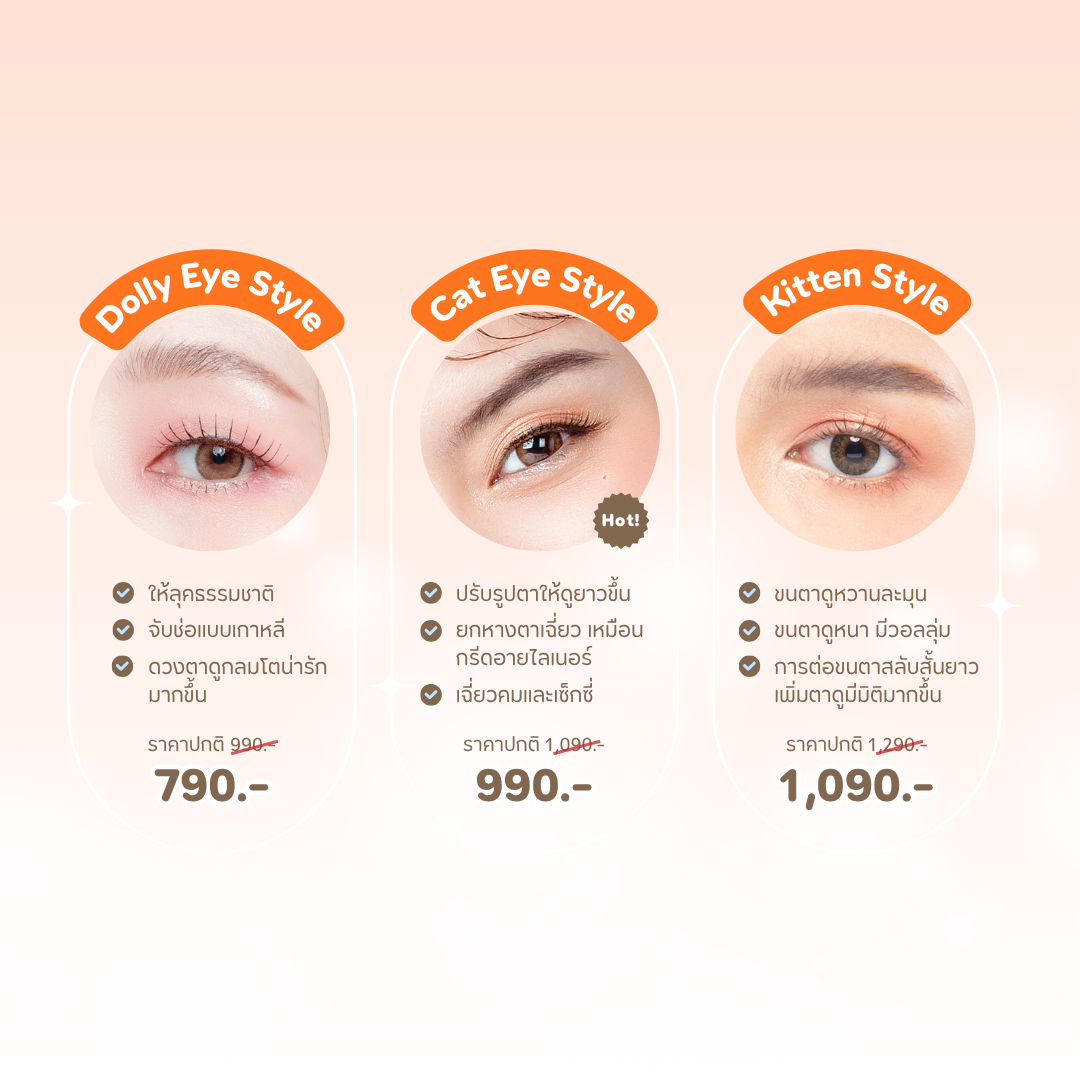 Dolly Eye Style
ให้ลุคธรรมชาติ
จับช่อแบบเกาหลี
ดวงตาดูกลมโตน่ารัก
มากขึ้น
ราคาปกติ 990.-
790.-
Cat Eye Style
Hot!
ปรับรูปตาให้ดูยาวขึ้น
ยกหางตาเฉี่ยว เหมือน
กรีดอายไลเนอร์
เฉี่ยวคมและเซ็กซี่
ราคาปกติ 1,090.-
990.-
Kitten Style
ขนตาดูหวานละมุน
ขนตาดูหนา มีวอลลุ่ม
การต่อขนตาสลับสั้นยาว
เพิ่มตาดูมีมิติมากขึ้น
ราคาปกติ 1,290.-
1,090.-